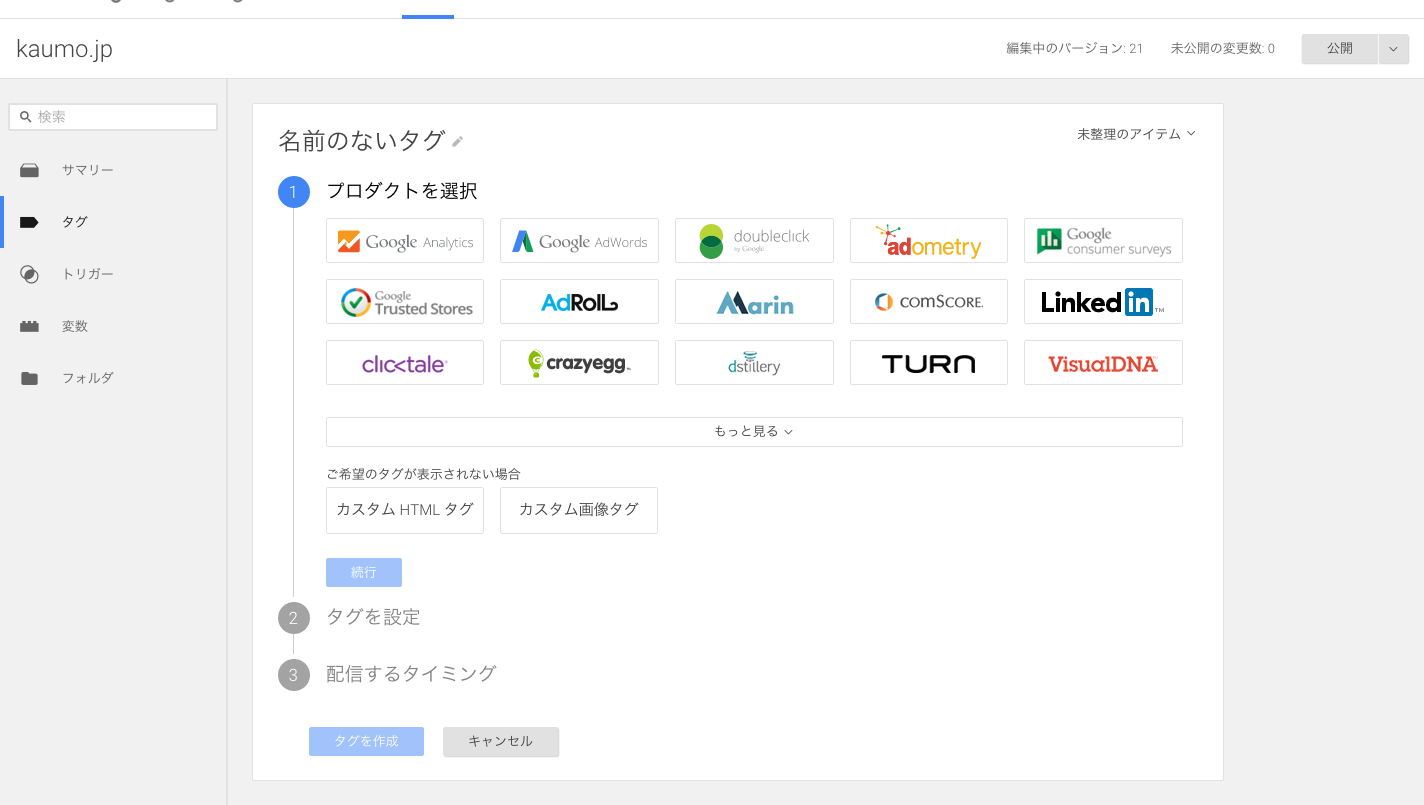 kaumo.jp
編集中のバージョン: 21
未公開の変更数: 0
公開
検索
サマリー
タグ
トリガー
変数
フォルダ
名前のないタグ
未整理のアイテム
1 プロダクトを選択
Google Analytics
Google AdWords
doubleclick
by Google
adometry
Google
consumer surveys
Google
Trusted Stores
AdRoll
Marin
comScore.
Linked in™
clicktale
crazyegg™
dstillery
TURN
VisualDNA
もっと見る
ご希望のタグが表示されない場合
カスタム HTML タグ
カスタム画像タグ
続行
2 タグを設定
3 配信するタイミング
タグを作成
キャンセル